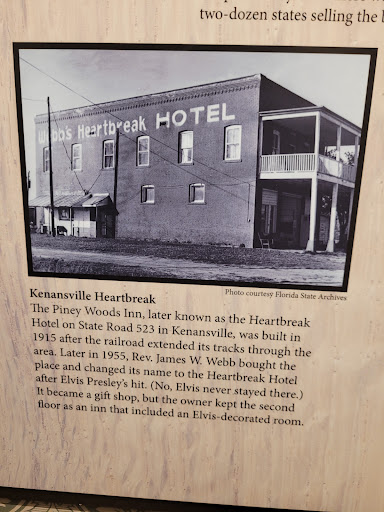 two-dozen states selling the
Webb's Heartbreak HOTEL
Photo courtesy Florida State Archives
Kenansville Heartbreak
The Piney Woods Inn, later known as the Heartbreak
Hotel on State Road 523 in Kenansville, was built in
1915 after the railroad extended its tracks through the
area. Later in 1955, Rev. James W. Webb bought the
place and changed its name to the Heartbreak Hotel
after Elvis Presley's hit. (No, Elvis never stayed there.)
It became a gift shop, but the owner kept the second
floor as an inn that included an Elvis-decorated room.